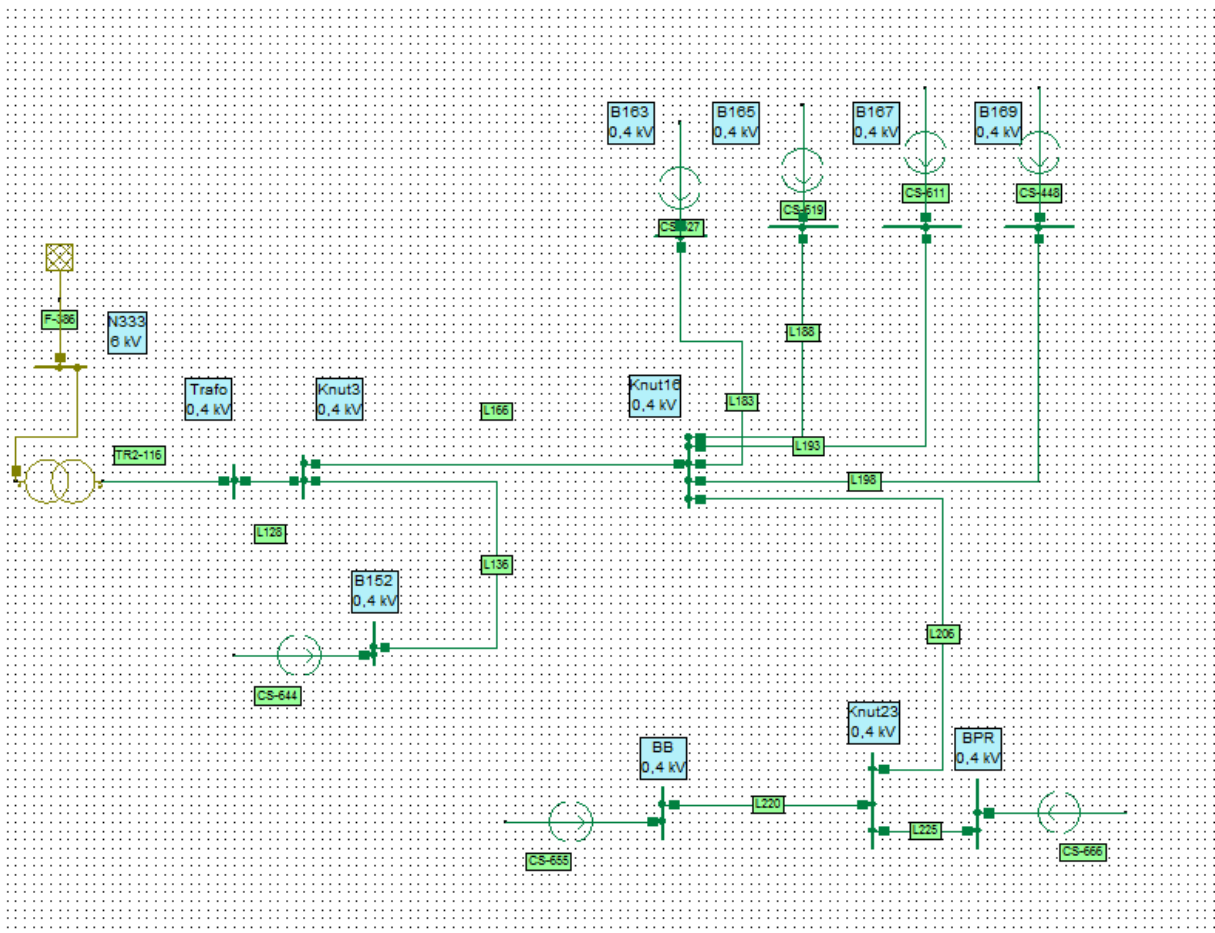 B163
0,4 kV
B165
0,4 kV
B167
0,4 kV
B169
0,4 kV
CS-611
CS-448
CS-619
F-386
N333
6 kV
L188
Trafo
0,4 kV
Knut3
0,4 kV
Knut16
0,4 kV
L166
L183
TR2-116
L193
L198
L128
L136
B152
0,4 kV
L206
CS-644
Knut23
0,4 kV
BB
0,4 kV
BPR
0,4 kV
L220
L225
CS-655
CS-666